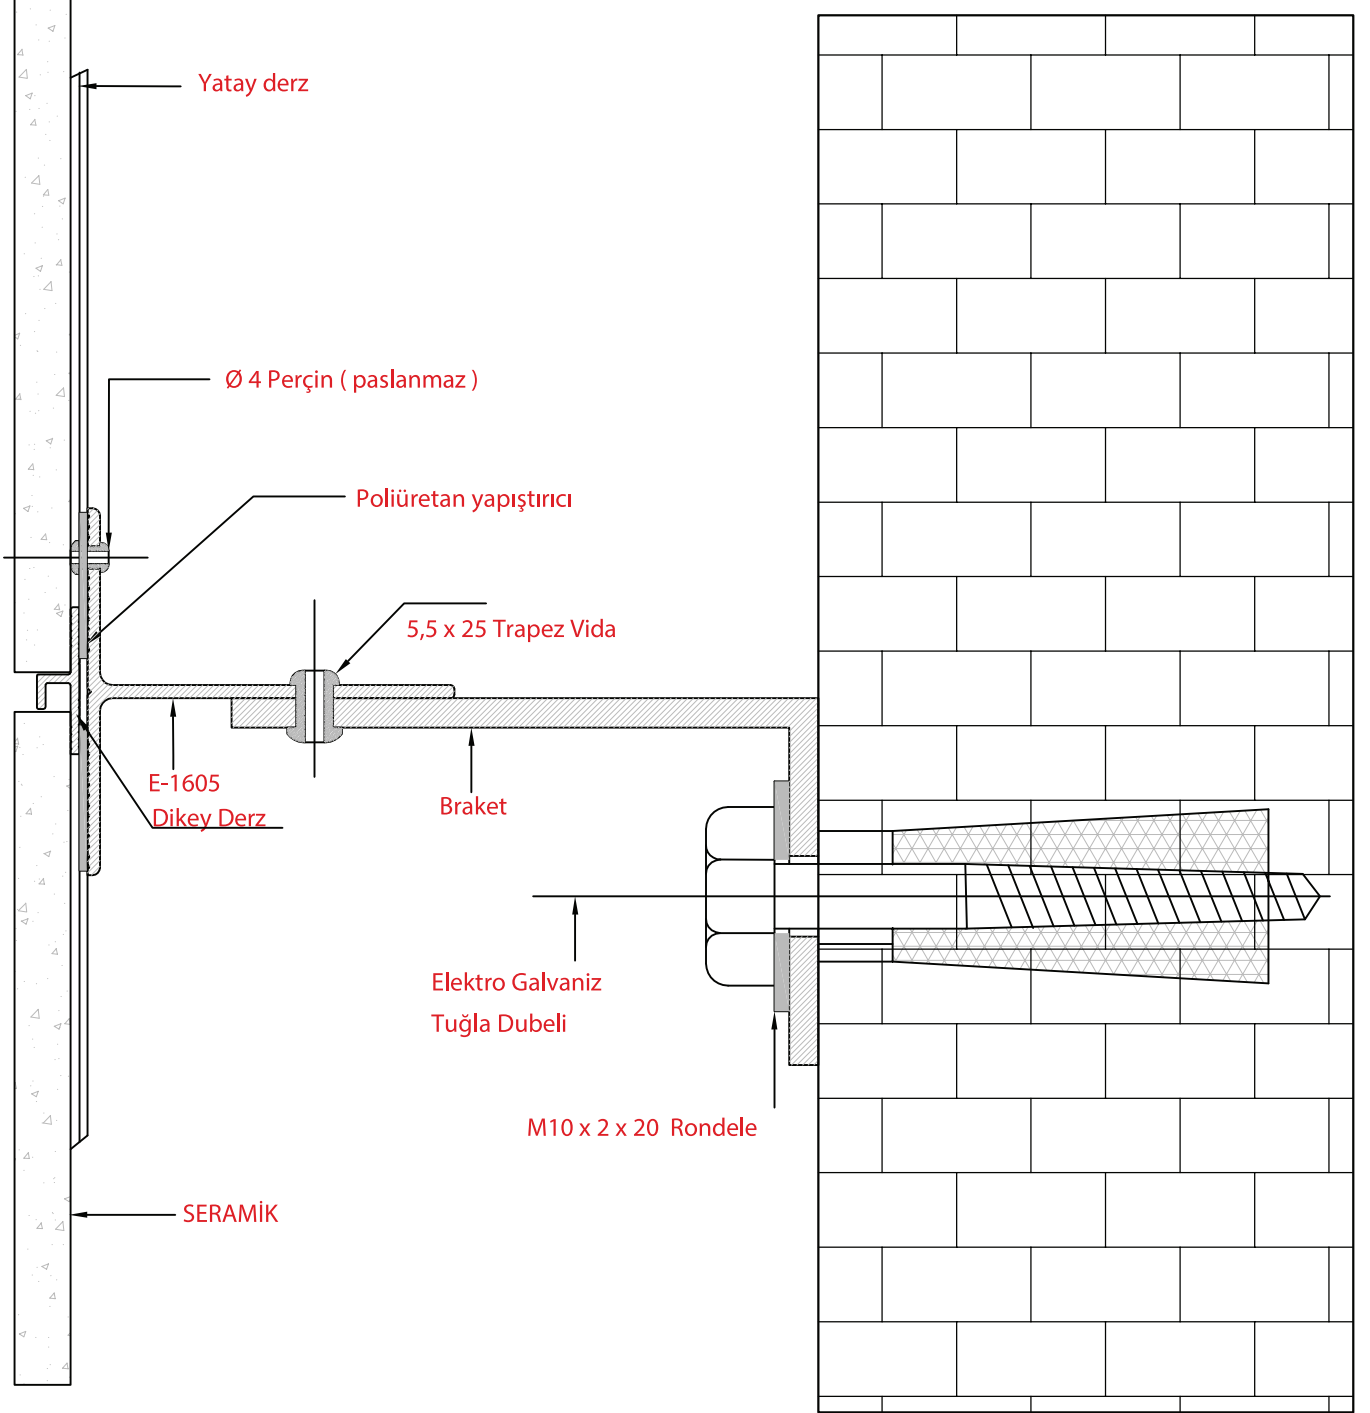 Yatay derz
Ø 4 Perçin ( paslanmaz )
Poliüretan yapıştırıcı
5,5 x 25 Trapez Vida
E-1605
Dikey Derz
Braket
Elektro Galvaniz
Tuğla Dubeli
M10 x 2 x 20 Rondele
SERAMİK